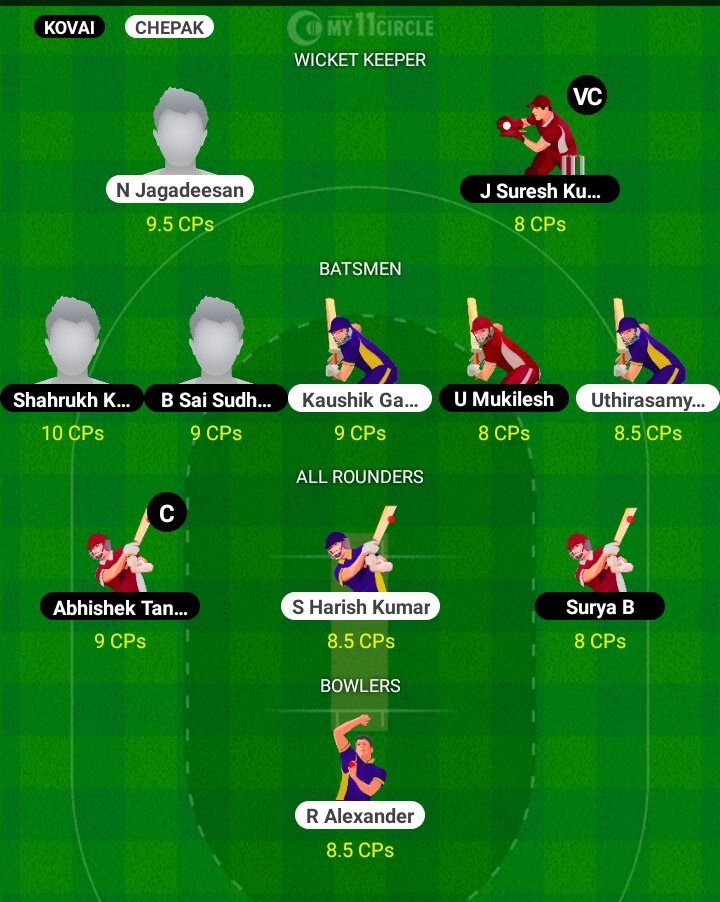 KOVAI CHEPAK MY11CIRCLE
WICKET KEEPER
VC
N Jagadeesan J Suresh Ku...
9.5 CPs 8 CPs
BATSMEN
Shahrukh K... B Sai Sudh... Kaushik Ga... U Mukilesh Uthirasamy...
10 CPs 9 CPs 9 CPs 8 CPs 8.5 CPs
ALL ROUNDERS
C
Abhishek Tan... S Harish Kumar Surya B
9 CPs 8.5 CPs 8 CPs
BOWLERS
R Alexander
8.5 CPs